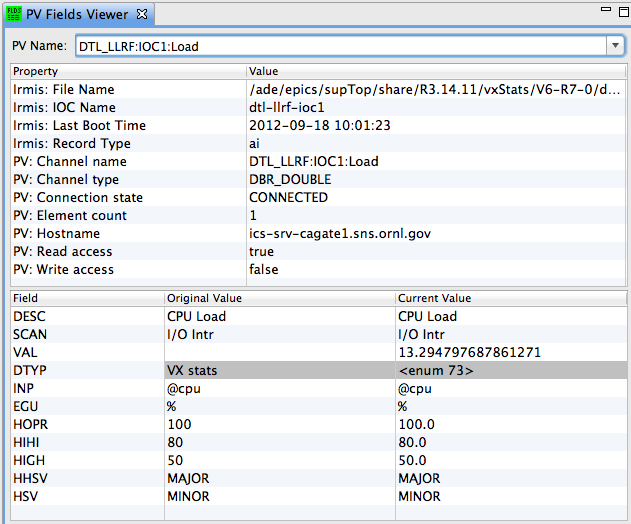 FLDS PV Fields Viewer
PV Name: DTL_LLRF:IOC1:Load
Property Value
Irmis: File Name /ade/epics/supTop/share/R3.14.11/vxStats/V6-R7-0/d...
Irmis: IOC Name dtl-llrf-ioc1
Irmis: Last Boot Time 2012-09-18 10:01:23
Irmis: Record Type ai
PV: Channel name DTL_LLRF:IOC1:Load
PV: Channel type DBR_DOUBLE
PV: Connection state CONNECTED
PV: Element count 1
PV: Hostname ics-srv-cagate1.sns.ornl.gov
PV: Read access true
PV: Write access false
Field Original Value Current Value
DESC CPU Load CPU Load
SCAN I/O Intr I/O Intr
VAL 13.294797687861271
DTYP VX stats <enum 73>
INP @cpu @cpu
EGU % %
HOPR 100 100.0
HIHI 80 80.0
HIGH 50 50.0
HHSV MAJOR MAJOR
HSV MINOR MINOR